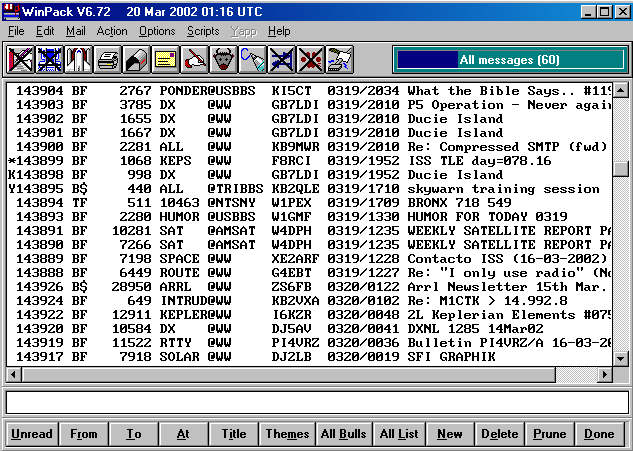 WinPack V6.72 20 Mar 2002 01:16 UTC
File Edit Mail Action Options Scripts Yapp Help
All messages (60)
143904 BF 2767 PONDER@USBBS KI5CT 0319/2034 What the Bible Says.. #119
143903 BF 3785 DX @WW GB7LDI 0319/2010 P5 Operation - Never again
143902 BF 1655 DX @WW GB7LDI 0319/2010 Ducie Island
143901 BF 1667 DX @WW GB7LDI 0319/2010 Ducie Island
143900 BF 2281 ALL @WW KB9MWR 0319/2010 Re: Compressed SMTP (fwd)
*143899 BF 1068 KEPS @WW F8RCI 0319/1952 ISS TLE day=078.16
K143898 BF 998 DX @WW GB7LDI 0319/1952 Ducie Island
Y143895 B$ 440 ALL @TRIBBS KB2QLE 0319/1710 skywarn training session
143894 TF 511 10463 @NTSNY W1PEX 0319/1709 BRONX 718 549
143893 BF 2280 HUMOR @USBBS W1GMF 0319/1330 HUMOR FOR TODAY 0319
143891 BF 10281 SAT @AMSAT W4DPH 0319/1235 WEEKLY SATELLITE REPORT PA
143890 BF 7266 SAT @AMSAT W4DPH 0319/1235 WEEKLY SATELLITE REPORT PA
143889 BF 7198 SPACE @WW XE2ARF 0319/1228 Contacto ISS (16-03-2002)
143888 BF 6449 ROUTE @WW G4EBT 0319/1227 Re: "I only use radio" (No
143926 B$ 28950 ARRL @WW ZS6FB 0320/0122 Arrl Newsletter 15th Mar.
143924 BF 649 INTRUD@WW KB2VXA 0320/0102 Re: M1CTK > 14.992.8
143922 BF 12911 KEPLER@WW I6KZR 0320/0048 2L Keplerian Elements #075
143920 BF 10584 DX @WW DJ5AV 0320/0041 DXNL 1285 14Mar02
143919 BF 11522 RTTY @WW PI4VRZ 0320/0036 Bulletin PI4VRZ/A 16-03-20
143917 BF 7918 SOLAR @WW DJ2LB 0320/0019 SFI GRAPHIK
Unread From To At Title Themes All Bulls All List New Delete Prune Done